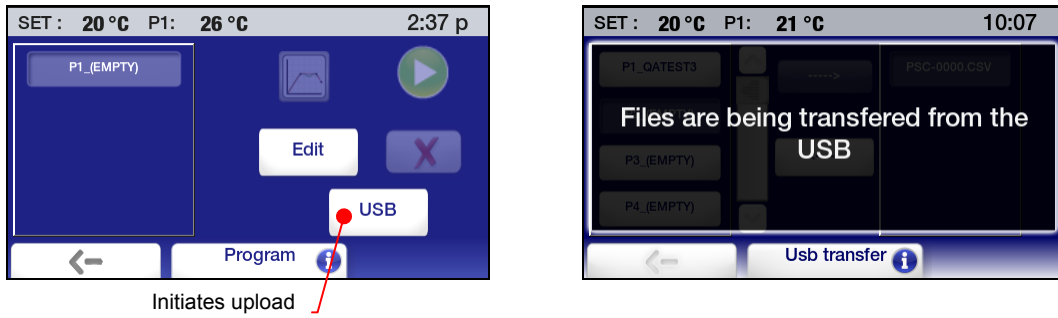 SET : 20 °C P1: 26 °C 2:37 p
P1_(EMPTY)
Edit
USB
Program
Initiates upload
SET : 20 °C P1: 21 °C 10:07
P1_QATEST3
----->
PSC-0000.CSV
Files are being transfered from the
USB
P3_(EMPTY)
P4_(EMPTY)
Usb transfer